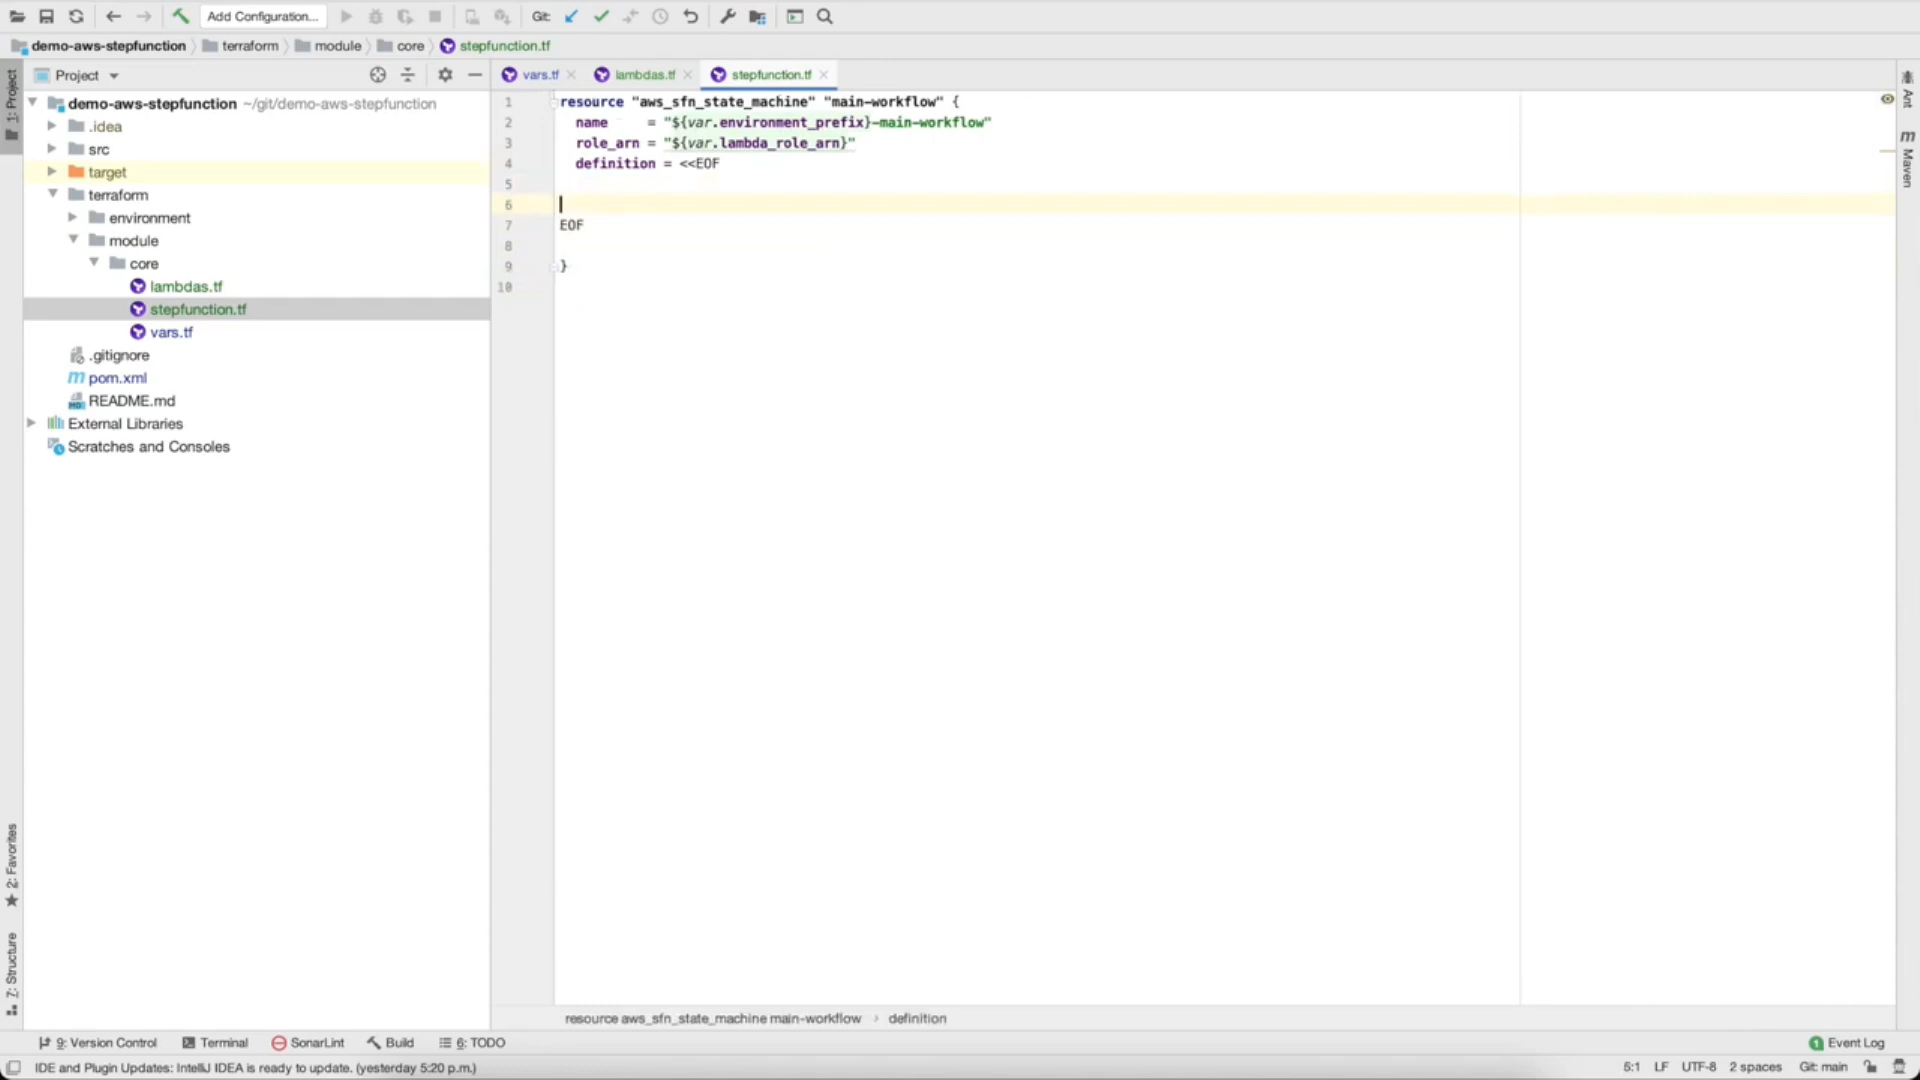 Add Configuration...
Git:
demo-aws-stepfunction
terraform
module
core
stepfunction.tf
1: Project
Project
vars.tf
lambdas.tf
stepfunction.tf
demo-aws-stepfunction ~/git/demo-aws-stepfunction
.idea
src
target
terraform
environment
module
core
lambdas.tf
stepfunction.tf
vars.tf
.gitignore
pom.xml
README.md
External Libraries
Scratches and Consoles
1 resource "aws_sfn_state_machine" "main-workflow" {
2 name = "${var.environment_prefix}-main-workflow"
3 role_arn = "${var.lambda_role_arn}"
4 definition = <<EOF
5
6
7 EOF
8
9 }
10
Ant
m Maven
2: Favorites
7: Structure
resource aws_sfn_state_machine main-workflow › definition
9: Version Control
Terminal
SonarLint
Build
6: TODO
1 Event Log
IDE and Plugin Updates: IntelliJ IDEA is ready to update. (yesterday 5:20 p.m.)
5:1 LF UTF-8 2 spaces Git: main